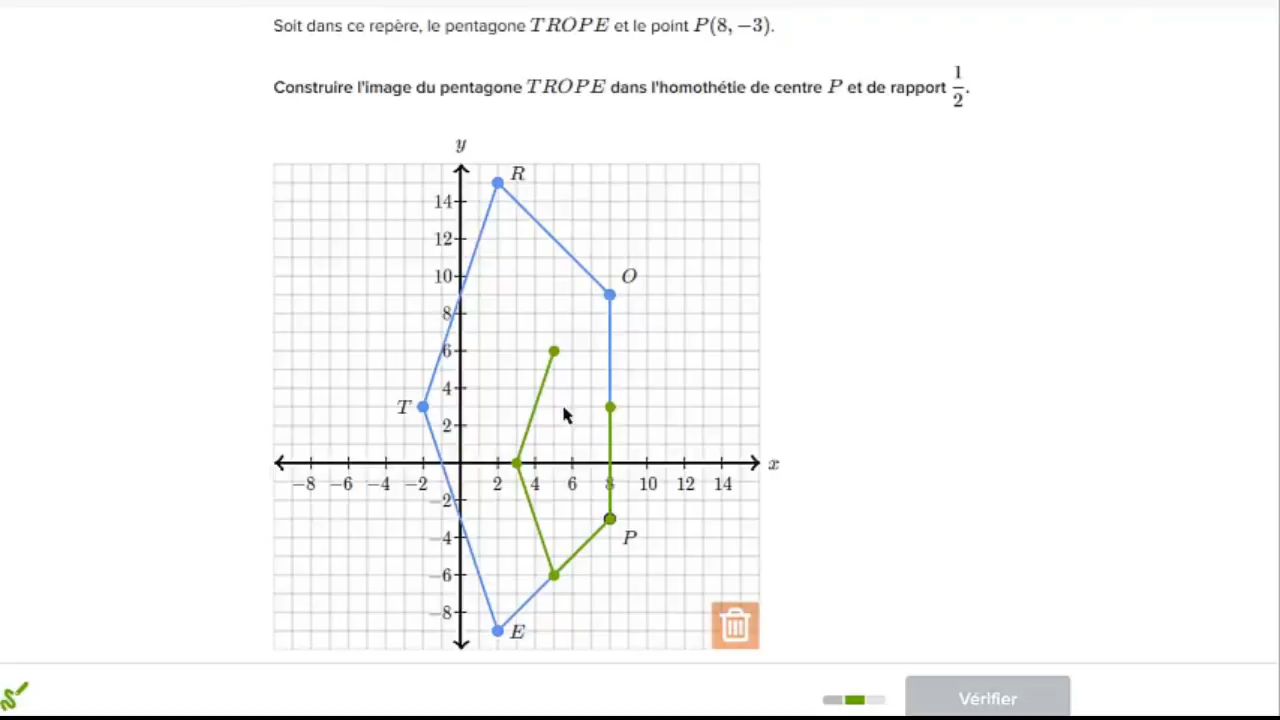 Soit dans ce repère, le pentagone TROPE et le point P(8, −3).
Construire l'image du pentagone TROPE dans l'homothétie de centre P et de rapport 1/2.
y
R
14
12
O
10
8
6
T
4
2
x
−8 −6 −4 −2 2 4 6 8 10 12 14
−2
−4
P
−6
−8
E
Vérifier